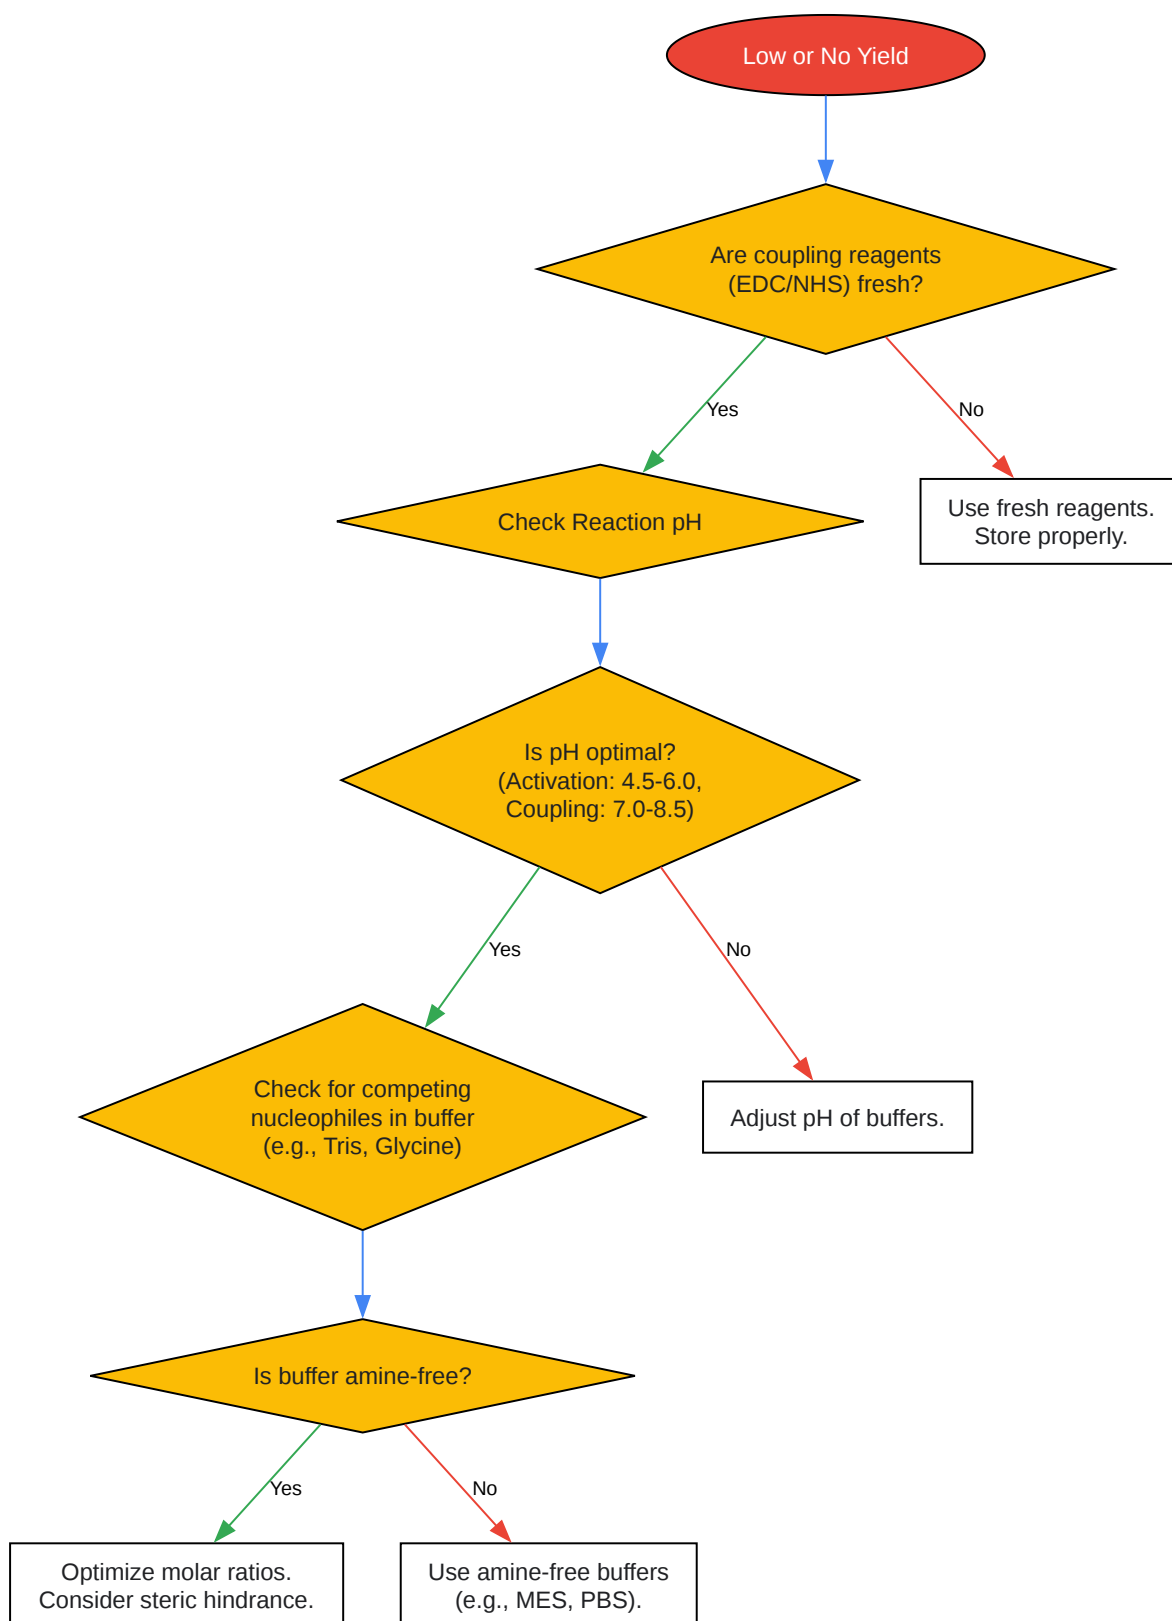 Low or No Yield
Are coupling reagents
(EDC/NHS) fresh?
Yes
No
Check Reaction pH
Use fresh reagents.
Store properly.
Is pH optimal?
(Activation: 4.5-6.0,
Coupling: 7.0-8.5)
Yes
No
Check for competing
nucleophiles in buffer
(e.g., Tris, Glycine)
Adjust pH of buffers.
Is buffer amine-free?
Yes
No
Optimize molar ratios.
Consider steric hindrance.
Use amine-free buffers
(e.g., MES, PBS).